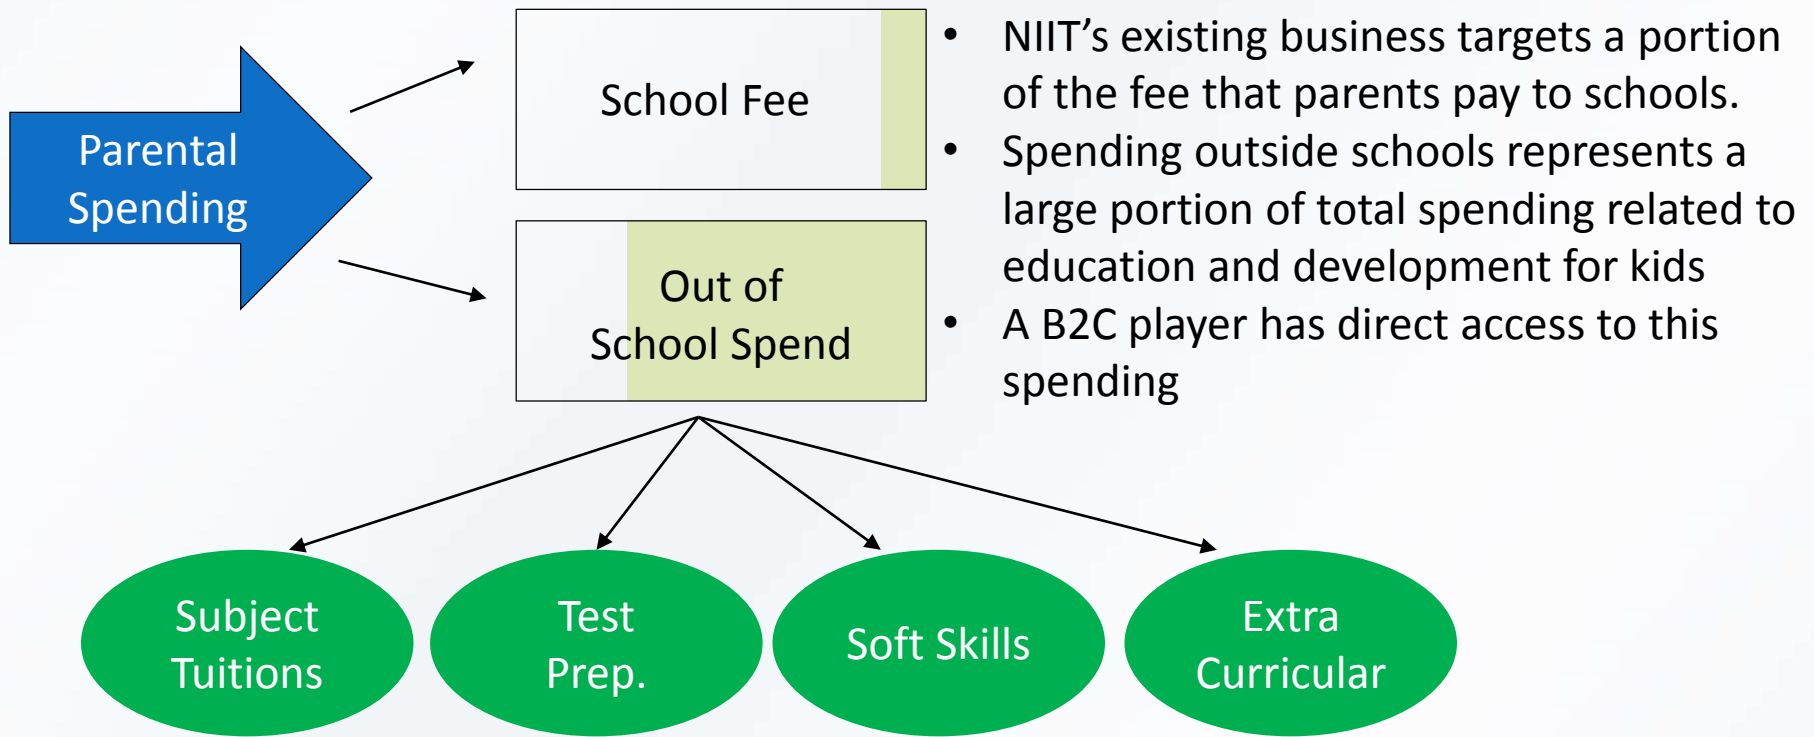 Parental
Spending
School Fee
Out of
School Spend
• NIIT’s existing business targets a portion
of the fee that parents pay to schools.
• Spending outside schools represents a
large portion of total spending related to
education and development for kids
• A B2C player has direct access to this
spending
Subject
Tuitions
Test
Prep.
Soft Skills
Extra
Curricular